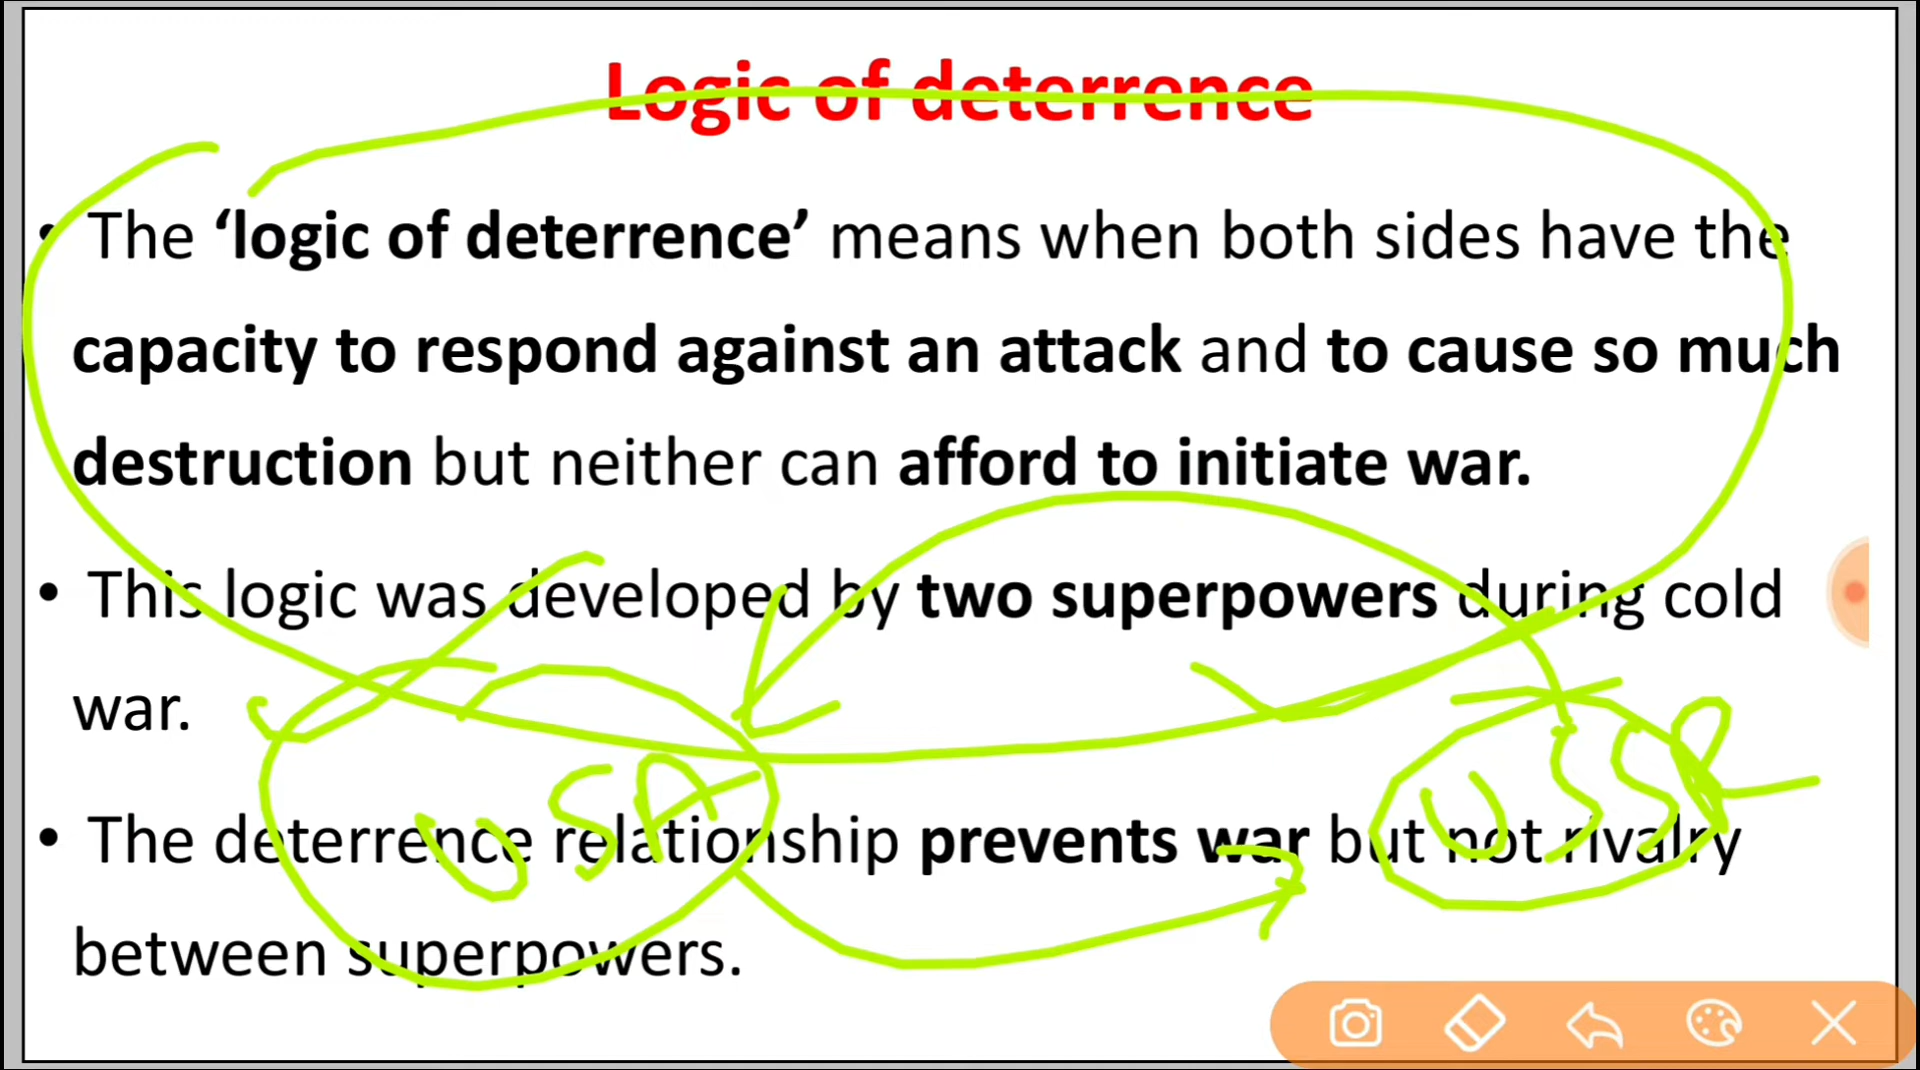 Logic of deterrence
• The ‘logic of deterrence’ means when both sides have the
capacity to respond against an attack and to cause so much
destruction but neither can afford to initiate war.
• This logic was developed by two superpowers during cold
war.
USA USSR
• The deterrence relationship prevents war but not rivalry
between superpowers.